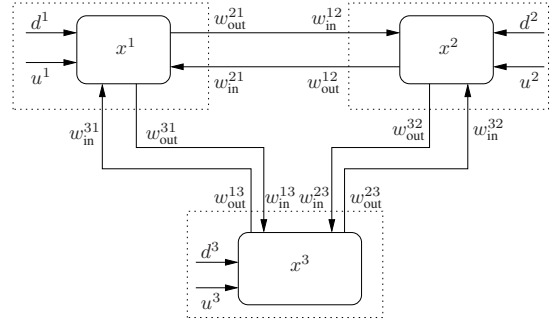 w_out^21 w_in^12
d^1 x^1 x^2 d^2
u^1 w_in^21 w_out^12 u^2
w_in^31 w_out^31 w_out^32 w_in^32
w_out^13 w_in^13 w_in^23 w_out^23
d^3 x^3
u^3